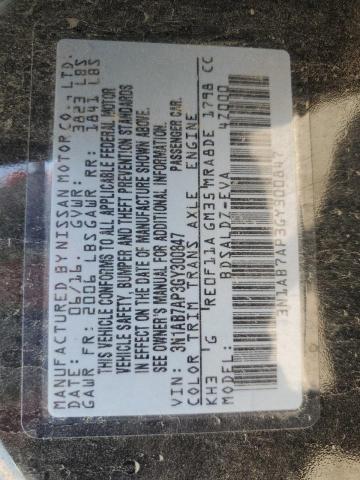 MANUFACTURED BY NISSAN MOTOR CO., LTD.
DATE: 06/16. GVWR: 3823 LBS
GAWR FR: 2006 LBS GAWR RR: 1841 LBS
THIS VEHICLE CONFORMS TO ALL APPLICABLE FEDERAL MOTOR
VEHICLE SAFETY, BUMPER AND THEFT PREVENTION STANDARDS
IN EFFECT ON THE DATE OF MANUFACTURE SHOWN ABOVE.
SEE OWNER'S MANUAL FOR ADDITIONAL INFORMATION.
VIN: 3N1AB7AP3GY300847 PASSENGER CAR.
COLOR TRIM TRANS AXLE ENGINE
KH3 'G 'RE0F11A GM35 'MRA8DE 1798 CC
MODEL: BDSALDZ-EVA 4Z000
3N1AB7AP3GY300847